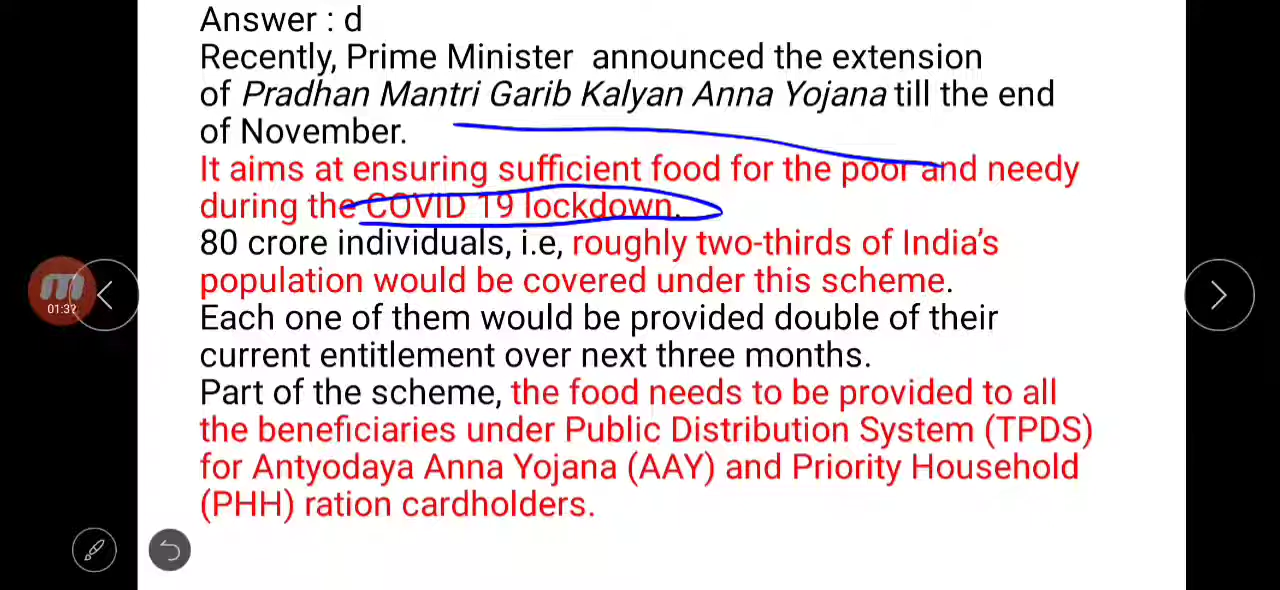 Answer : d
Recently, Prime Minister announced the extension
of Pradhan Mantri Garib Kalyan Anna Yojana till the end
of November.
It aims at ensuring sufficient food for the poor and needy
during the COVID 19 lockdown.
80 crore individuals, i.e, roughly two-thirds of India's
population would be covered under this scheme.
Each one of them would be provided double of their
current entitlement over next three months.
Part of the scheme, the food needs to be provided to all
the beneficiaries under Public Distribution System (TPDS)
for Antyodaya Anna Yojana (AAY) and Priority Household
(PHH) ration cardholders.
01:32